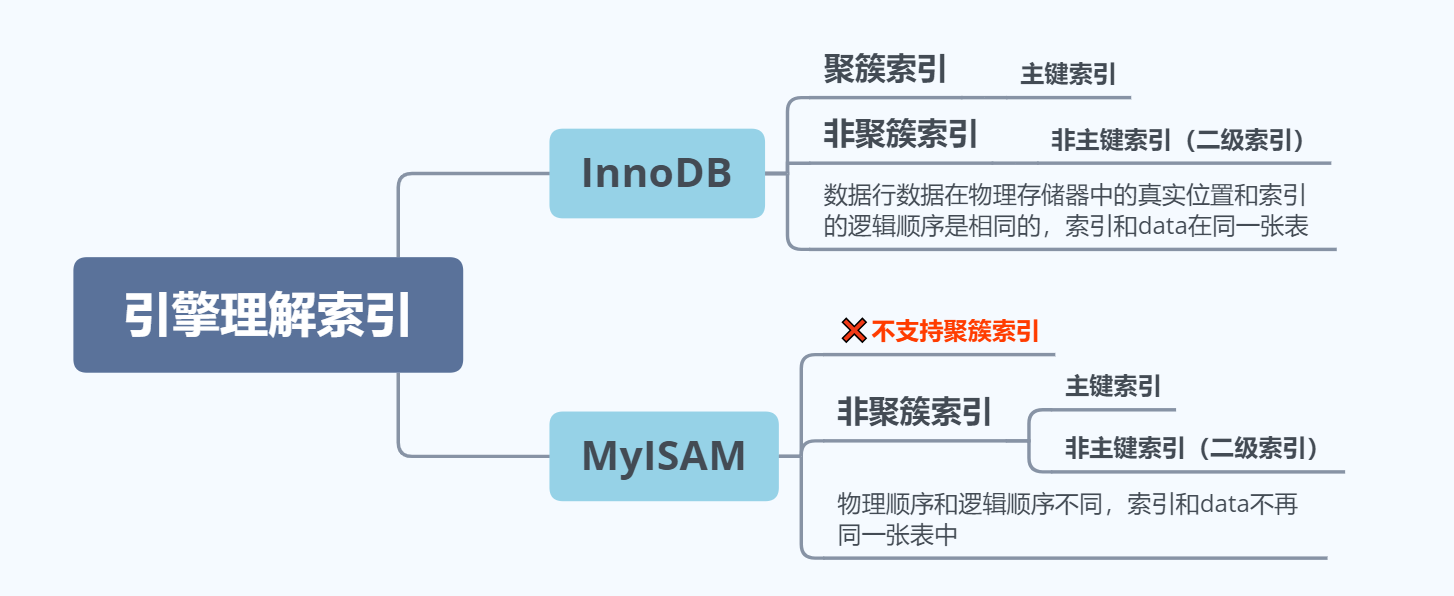 引擎理解索引
InnoDB
聚簇索引
主键索引
非聚簇索引
非主键索引（二级索引）
数据行数据在物理存储器中的真实位置和索引
的逻辑顺序是相同的，索引和data在同一张表
MyISAM
不支持聚簇索引
非聚簇索引
主键索引
非主键索引（二级索引）
物理顺序和逻辑顺序不同，索引和data不再
同一张表中